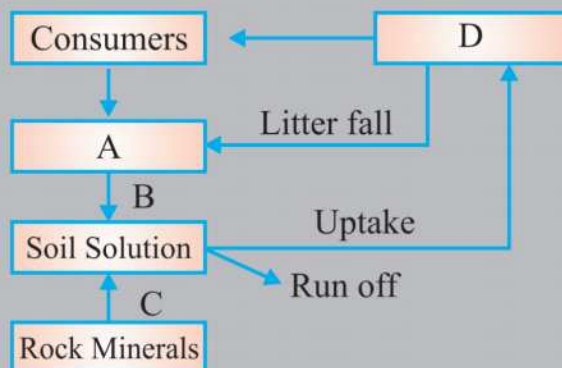 Consumers
D
Litter fall
A
B
Uptake
Soil Solution
Run off
C
Rock Minerals